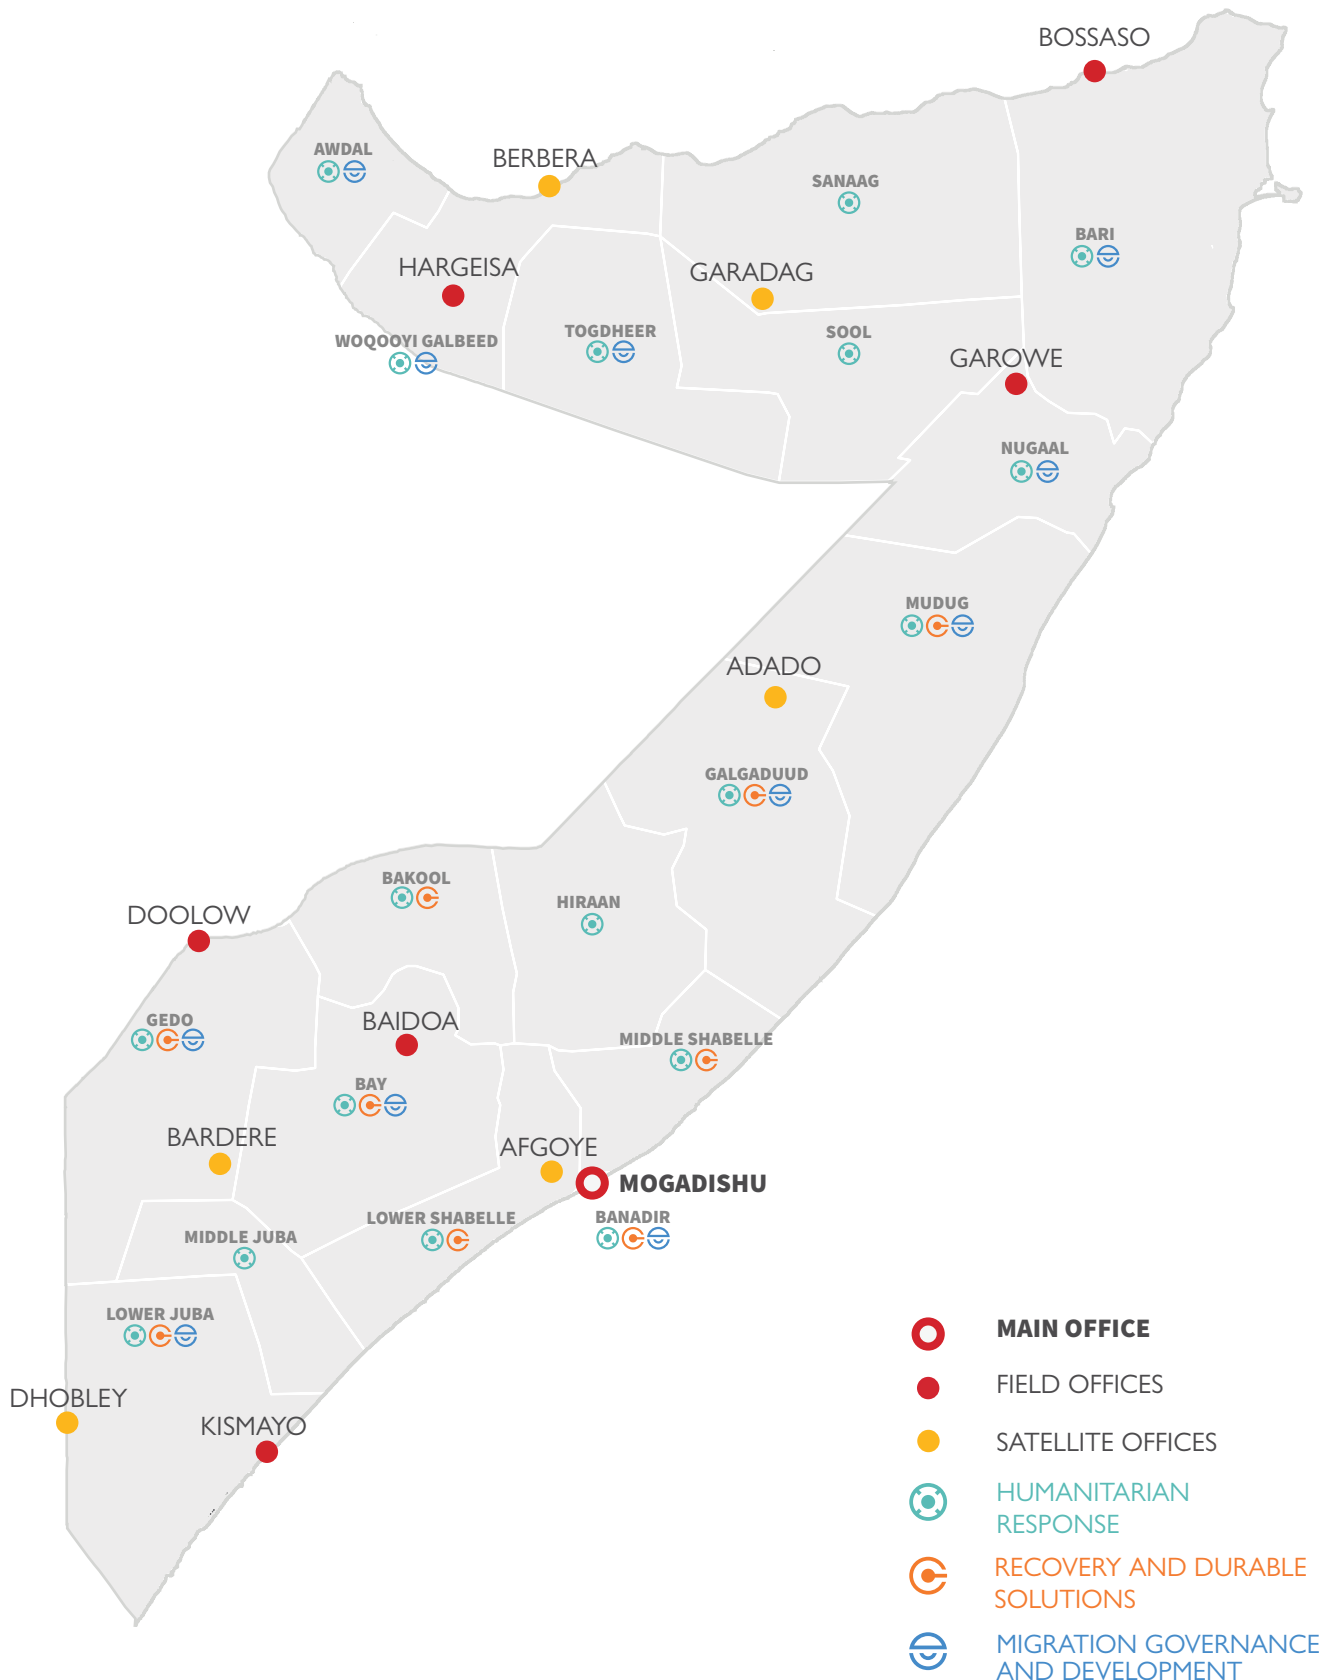 BOSSASO
AWDAL
BERBERA
SANAAG
BARI
HARGEISA
GARADAG
WOQOOYI GALBEED
TOGDHEER
SOOL
GAROWE
NUGAAL
MUDUG
ADADO
GALGADUUD
BAKOOL
HIRAAN
DOOLOW
GEDO
BAIDOA
MIDDLE SHABELLE
BAY
BARDERE
AFGOYE
MOGADISHU
LOWER SHABELLE
BANADIR
MIDDLE JUBA
LOWER JUBA
DHOBLEY
KISMAYO
MAIN OFFICE
FIELD OFFICES
SATELLITE OFFICES
HUMANITARIAN
RESPONSE
RECOVERY AND DURABLE
SOLUTIONS
MIGRATION GOVERNANCE
AND DEVELOPMENT